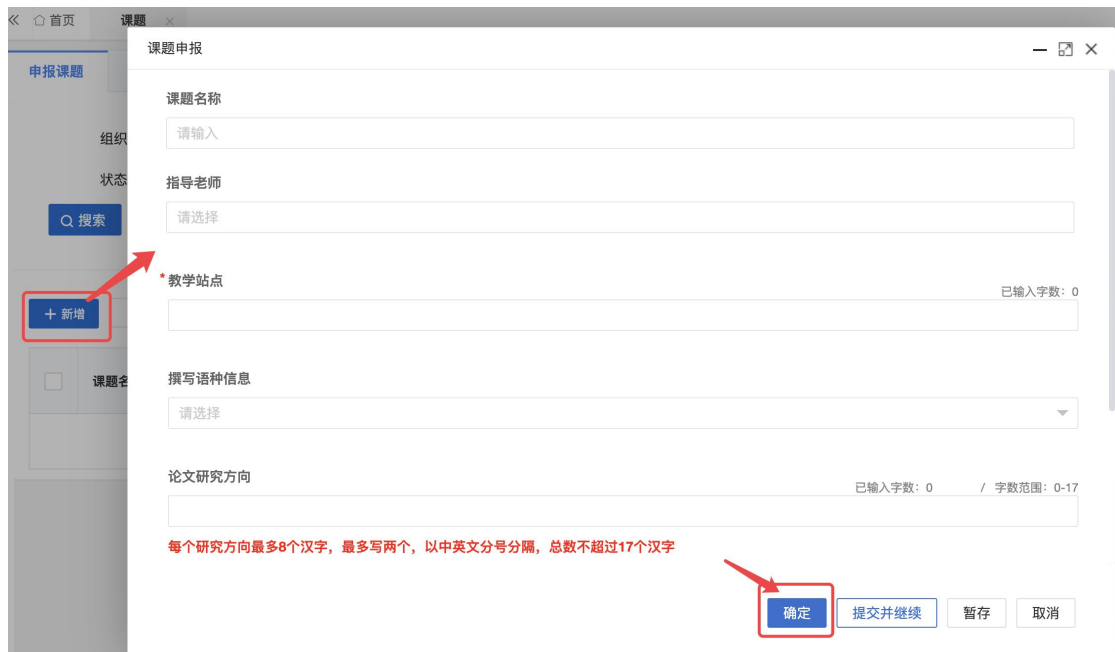 首页 课题
课题申报
申报课题
课题名称
请输入
组织
状态
指导老师
请选择
搜索
*教学站点
已输入字数：0
+ 新增
撰写语种信息
请选择
课题名
论文研究方向
已输入字数：0 / 字数范围：0-17
每个研究方向最多8个汉字，最多写两个，以中英文分号分隔，总数不超过17个汉字
确定 提交并继续 暂存 取消